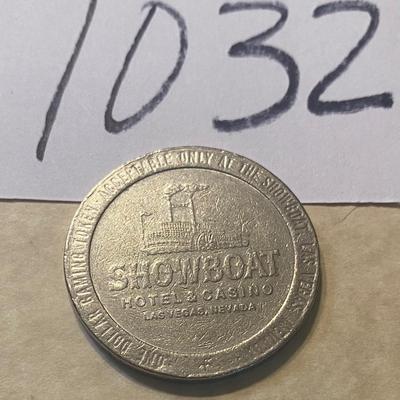 1032
ONE DOLLAR GAMING TOKEN ACCEPTABLE ONLY AT THE SHOWBOAT LAS VEGAS
SHOWBOAT
HOTEL & CASINO
LAS VEGAS, NEVADA